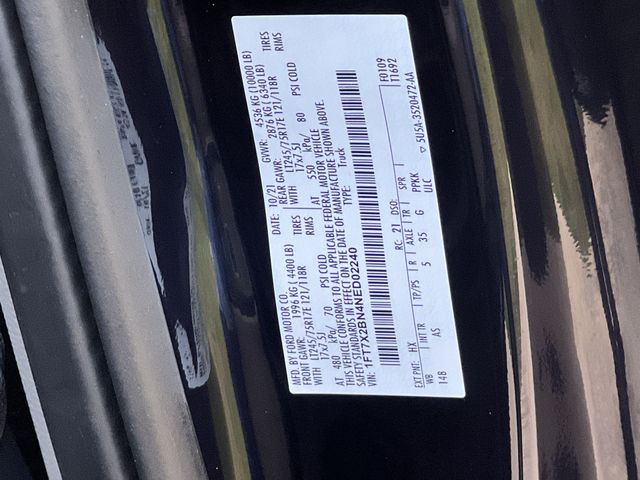 MFD. BY FORD MOTOR CO.
DATE: 10/21 GVWR: 4536 KG (10000 LB)
FRONT GAWR: 1996 KG ( 4400 LB) REAR GAWR: 2876 KG ( 6340 LB)
WITH LT245/75R17E 121/118R TIRES WITH LT245/75R17E 121/118R TIRES
17x7.5J RIMS 17x7.5J RIMS
AT 480 kPa/ 70 PSI COLD AT 550 kPa/ 80 PSI COLD
THIS VEHICLE CONFORMS TO ALL APPLICABLE FEDERAL MOTOR VEHICLE
SAFETY STANDARDS IN EFFECT ON THE DATE OF MANUFACTURE SHOWN ABOVE.
VIN: 1FT7X2BN4NED02240 TYPE: Truck
F0109
11692
EXT PNT: HX RC: 21 DSO:
WB INT TR TP/PS R AXLE TR SPR
148 AS 5 35 G PPKK
ULC
5U5A-3520472-AA